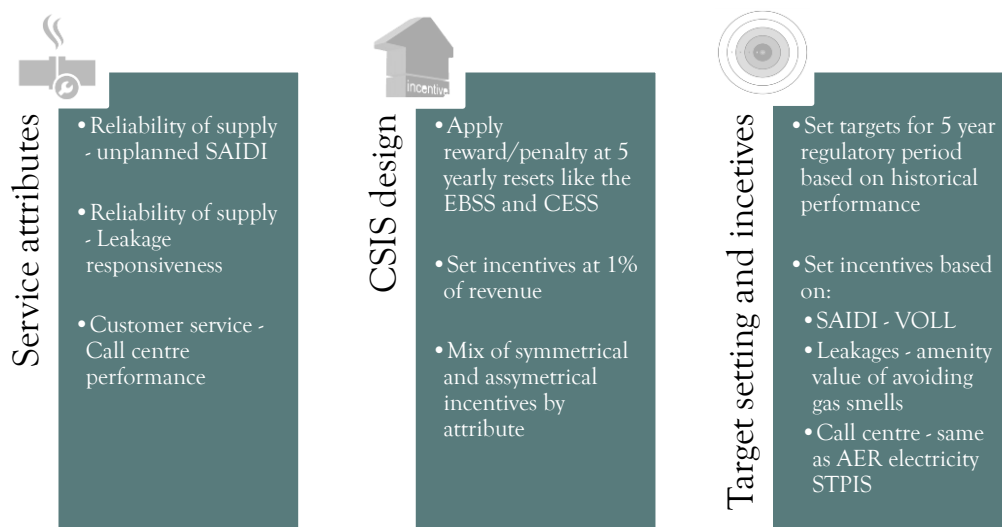 Service attributes
• Reliability of supply
- unplanned SAIDI
• Reliability of supply
- Leakage
responsiveness
• Customer service -
Call centre
performance
incentive
CSIS design
• Apply
reward/penalty at 5
yearly resets like the
EBSS and CESS
• Set incentives at 1%
of revenue
• Mix of symmetrical
and assymetrical
incentives by
attribute
Target setting and incetives
• Set targets for 5 year
regulatory period
based on historical
performance
• Set incentives based
on:
• SAIDI - VOLL
• Leakages - amenity
value of avoiding
gas smells
• Call centre - same
as AER electricity
STPIS